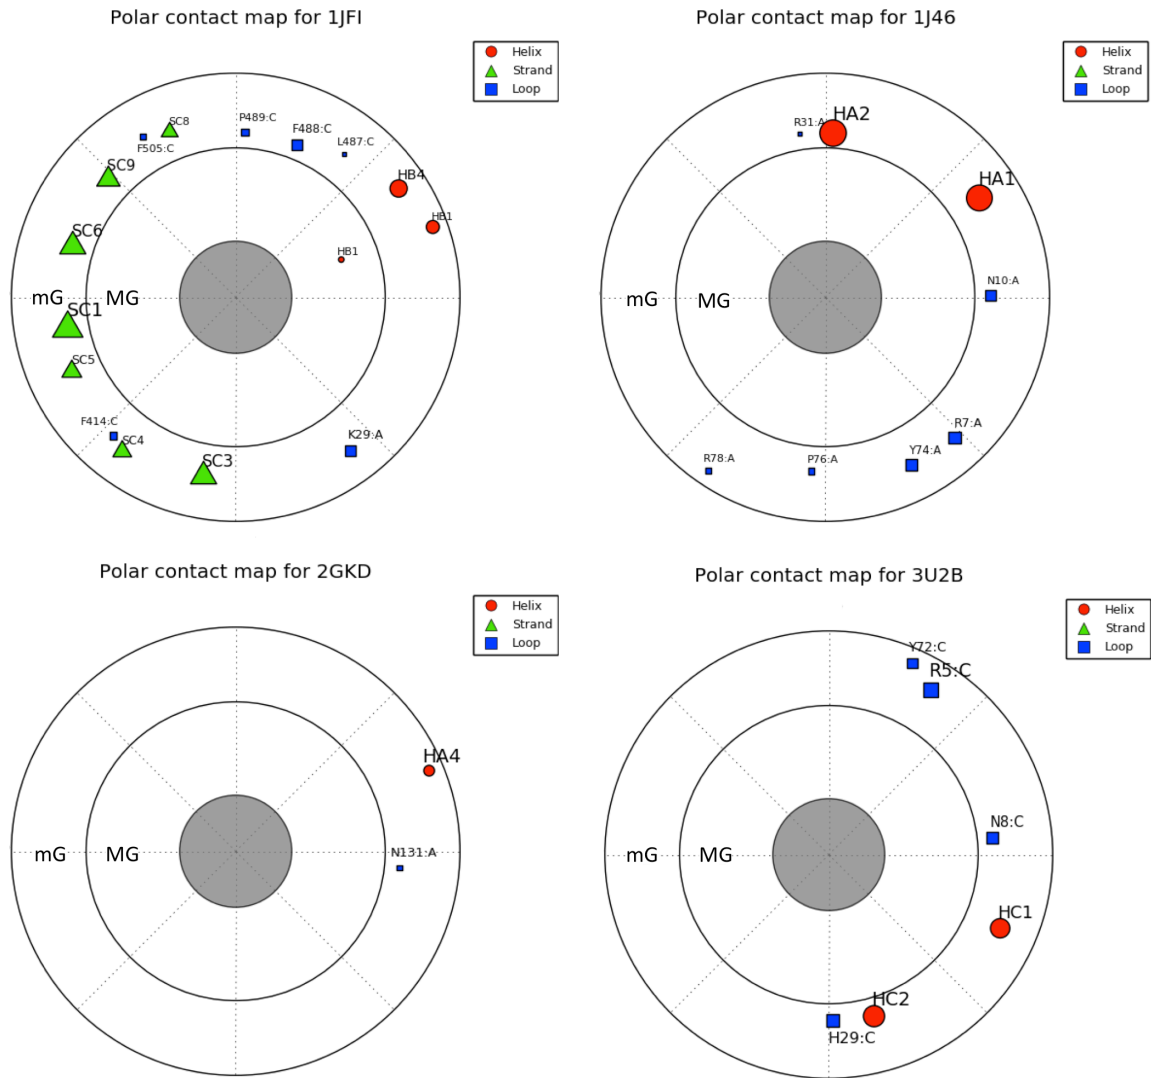 Polar contact map for 1JFI
Helix
Strand
Loop
SC8
F505:C
P489:C
F488:C
L487:C
SC9
HB4
HB1
SC6
HB1
mG
MG
SC1
SC5
F414:C
SC4
SC3
K29:A
Polar contact map for 1J46
Helix
Strand
Loop
R31:A
HA2
HA1
N10:A
mG
MG
R7:A
Y74:A
R78:A
P76:A
Polar contact map for 2GKD
Helix
Strand
Loop
HA4
mG
MG
N131:A
Polar contact map for 3U2B
Helix
Strand
Loop
Y72:C
R5:C
N8:C
mG
MG
HC1
HC2
H29:C